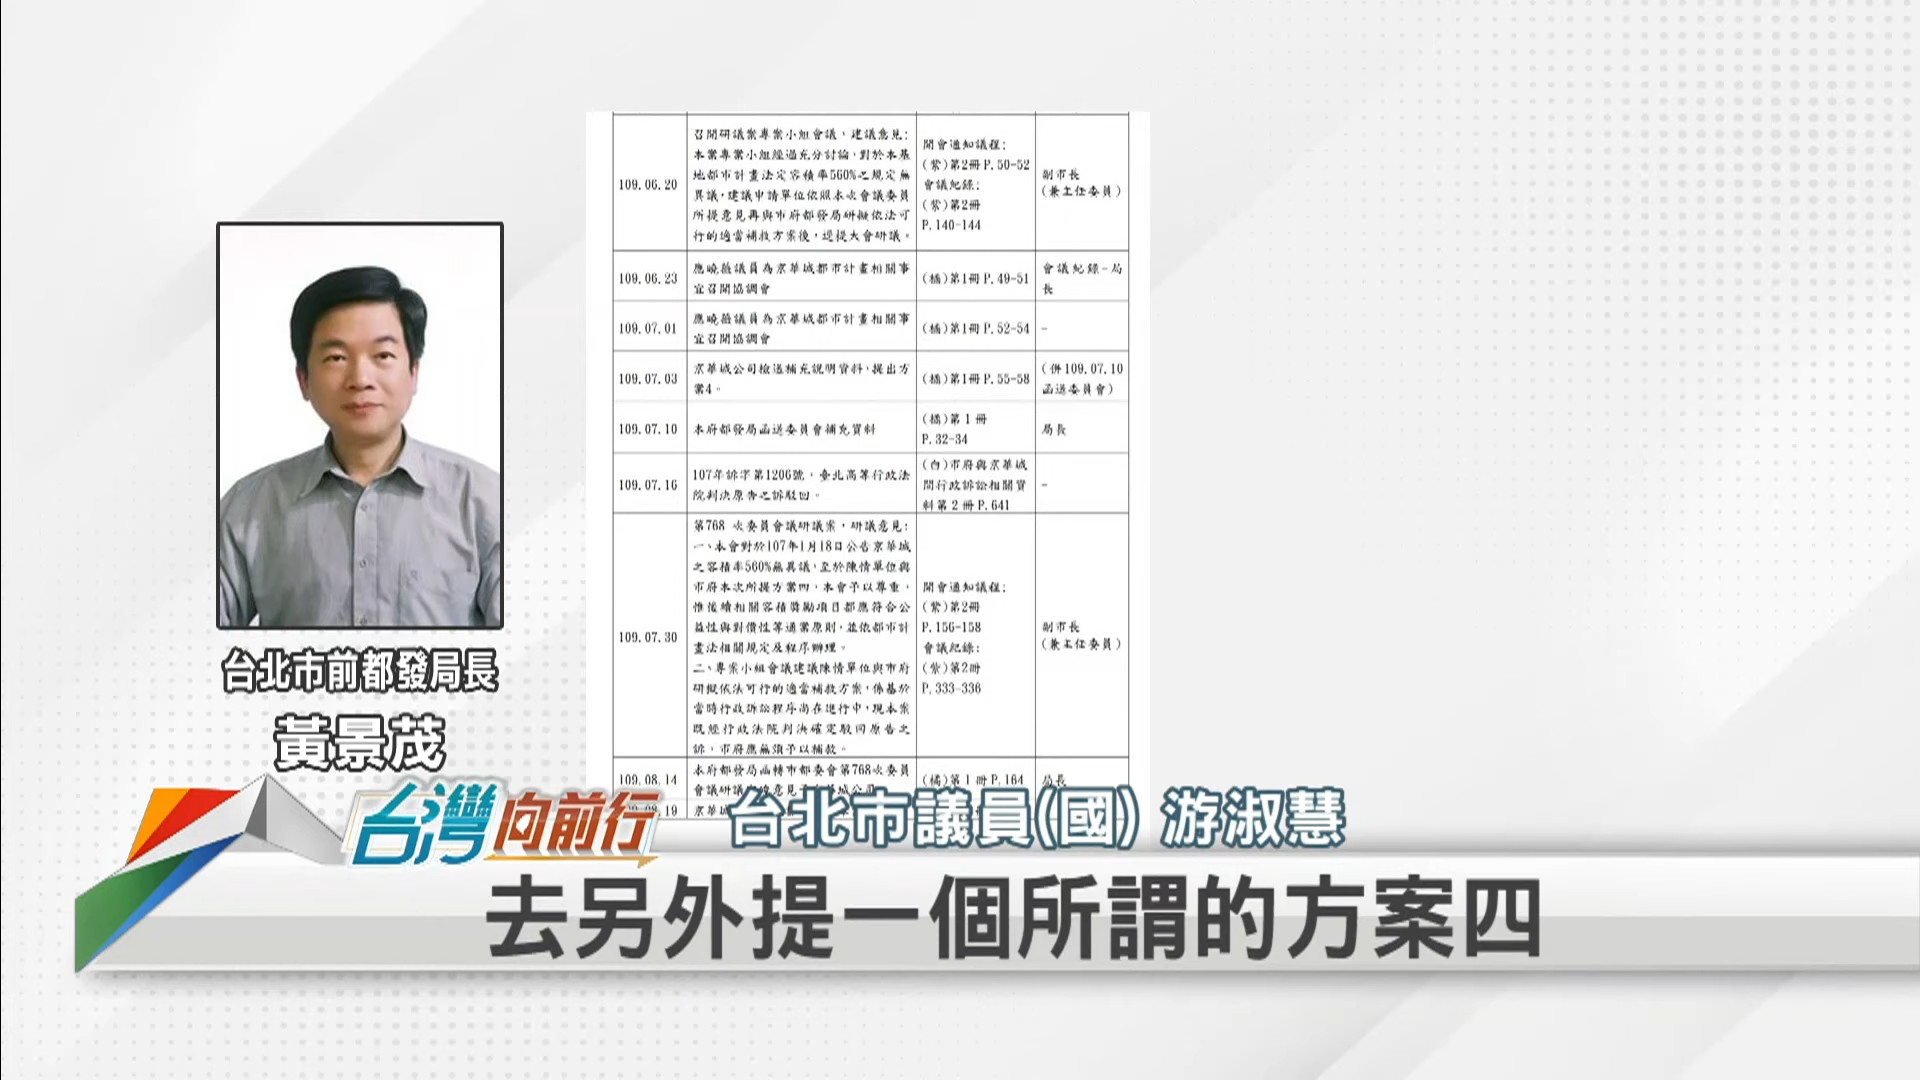 109.06.20
召開研議案專案小組會議，建議意見：
本案專案小組經過充分討論，對於本基
地都市計畫法定容積率560%之規定無
異議，建議申請單位依照本次會議委員
所提意見再與市府都發局研擬依法可
行的適當補救方案後，逕提大會研議。
開會通知議程：
(紫)第2冊P.50-52
會議紀錄：
(紫)第2冊
P.140-144
副市長
(兼主任委員)
109.06.23
應曉薇議員為京華城都市計畫相關事
宜召開協調會
(橘)第1冊P.49-51
會議紀錄-局
長
109.07.01
應曉薇議員為京華城都市計畫相關事
宜召開協調會
(橘)第1冊P.52-54
-
109.07.03
京華城公司檢送補充說明資料，提出方
案4。
(橘)第1冊P.55-58
(併109.07.10
函送委員會)
109.07.10
本府都發局函送委員會補充資料
(橘)第1冊
P.32-34
局長
109.07.16
107年訴字第1206號，臺北高等行政法
院判決原告之訴駁回。
(白)市府與京華城
間行政訴訟相關資
料第2冊P.641
-
109.07.30
第768次委員會議研議案，研議意見：
一、本會對於107年1月18日公告京華城
之容積率560%無異議，至於陳情單位與
市府本次所提方案四，本會予以尊重，
惟後續相關容積獎勵項目都應符合公
益性與對價性等通案原則，並依都市計
畫法相關規定及程序辦理。
二、專案小組會議建議陳情單位與市府
研擬依法可行的適當補救方案，係基於
當時行政訴訟程序尚在進行中，現本案
既經行政法院判決確定駁回原告之
訴，市府應無須予以補救。
開會通知議程：
(紫)第2冊
P.156-158
會議紀錄：
(紫)第2冊
P.333-336
副市長
(兼主任委員)
109.08.14
本府都發局函轉市都委會第768次委員
會議研議
(橘)第1冊P.164
局長
19
京華城
台北市前都發局長
黃景茂
台灣向前行
台北市議員(國) 游淑慧
去另外提一個所謂的方案四